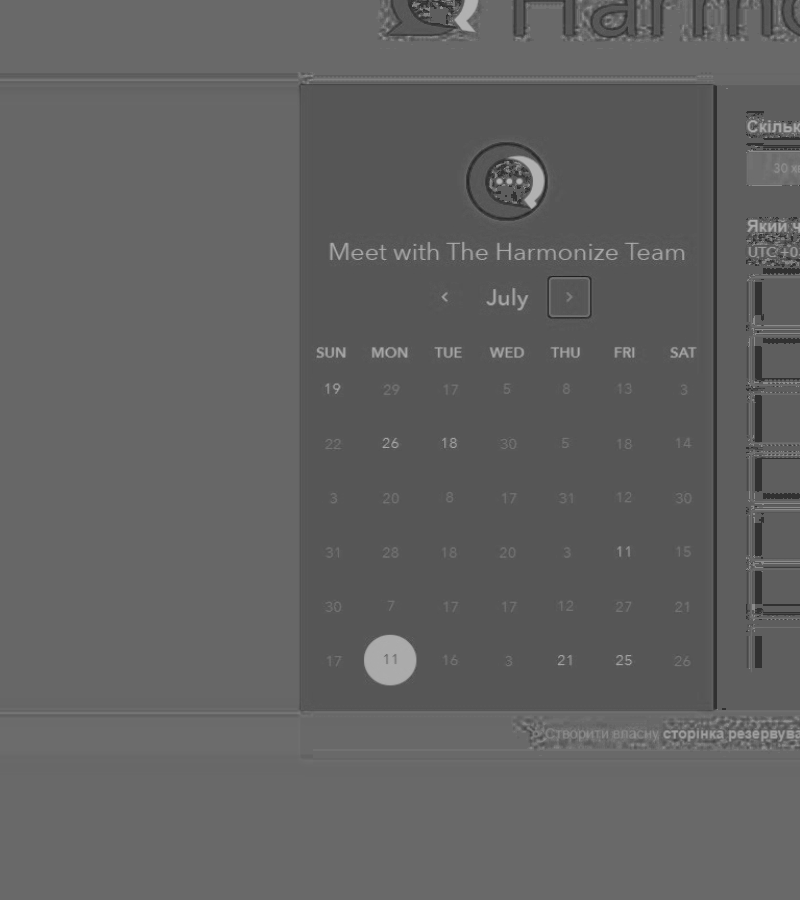 Harmo
Meet with The Harmonize Team
July
SUN MON TUE WED THU FRI SAT
19 29 17 5 8 13 3
22 26 18 30 5 18 14
3 20 8 17 31 12 30
31 28 18 20 3 11 15
30 7 17 17 12 27 21
17 11 16 3 21 25 26
Скільк
30 хв
Який ч
UTC +0
Створити власну сторінка резервува